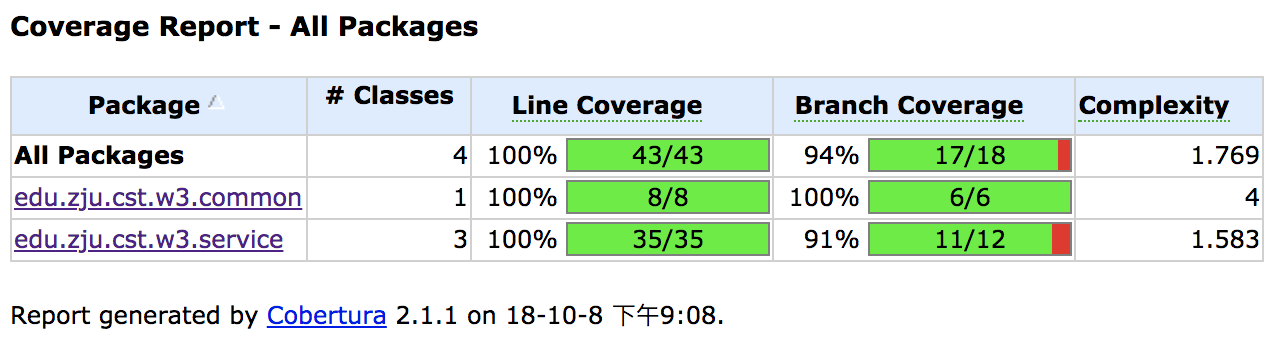 Coverage Report - All Packages
Package # Classes Line Coverage Branch Coverage Complexity
All Packages 4 100% 43/43 94% 17/18 1.769
edu.zju.cst.w3.common 1 100% 8/8 100% 6/6 4
edu.zju.cst.w3.service 3 100% 35/35 91% 11/12 1.583
Report generated by Cobertura 2.1.1 on 18-10-8 下午9:08.